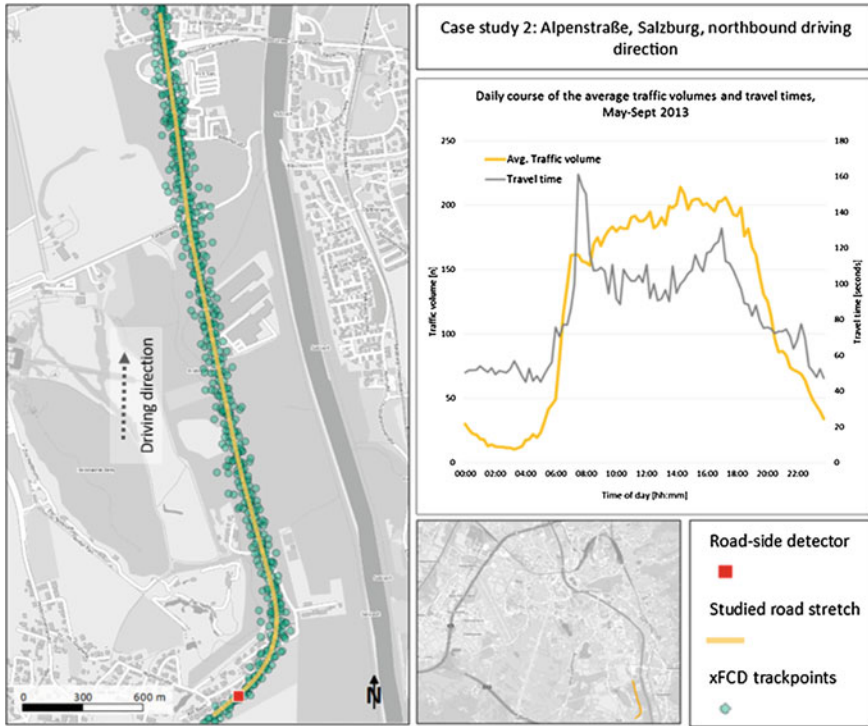 Case study 2: Alpenstraße, Salzburg, northbound driving
direction
Daily course of the average traffic volumes and travel times,
May-Sept 2013
250
200
150
100
50
0
Traffic volume [n]
Avg. Traffic volume
Travel time
180
160
140
120
100
80
60
40
20
0
Travel time [seconds]
00:00 02:00 04:00 06:00 08:00 10:00 12:00 14:00 16:00 18:00 20:00 22:00
Time of day [hh:mm]
Driving direction
0 300 600 m
N
Road-side detector
Studied road stretch
xFCD trackpoints